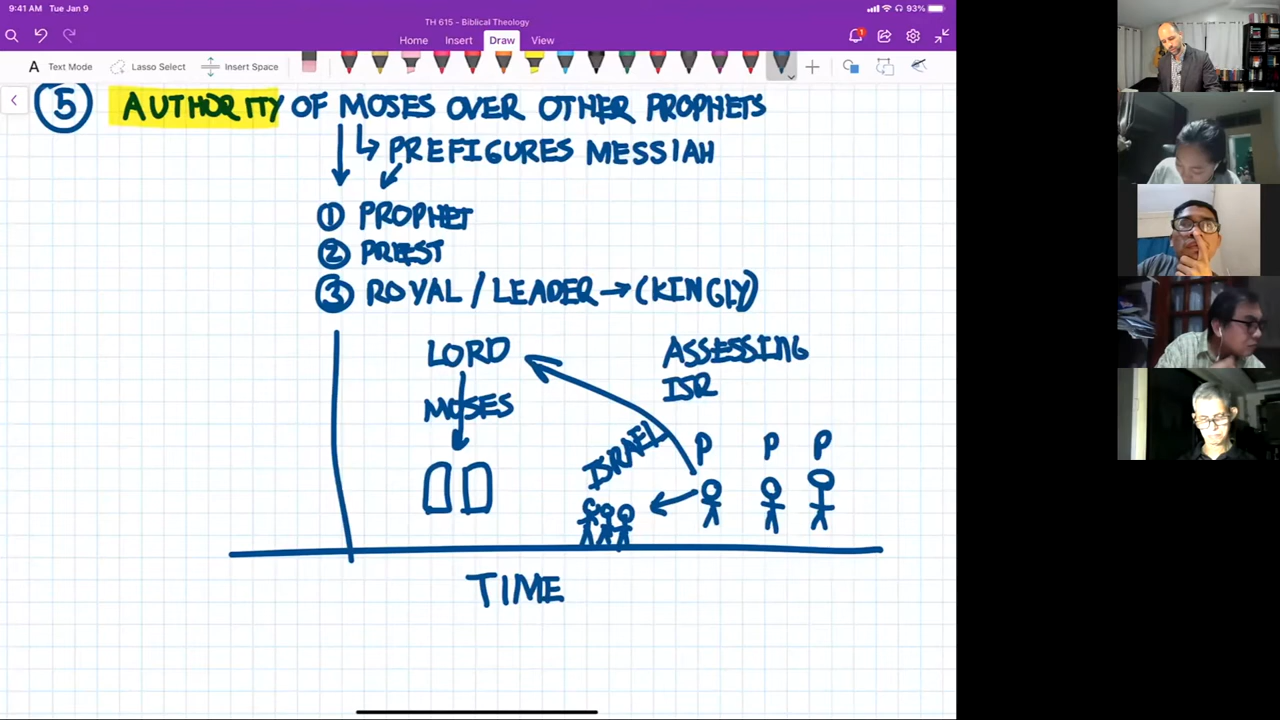 9:41 AM Tue Jan 9
93%
TH 615 - Biblical Theology
Home Insert Draw View
1
A Text Mode Lasso Select Insert Space
5 AUTHORITY OF MOSES OVER OTHER PROPHETS
PREFIGURES MESSIAH
1 PROPHET
2 PRIEST
3 ROYAL / LEADER → (KINGLY)
LORD
ASSESSING
ISR
MOSES
ISRAEL
P P P
TIME